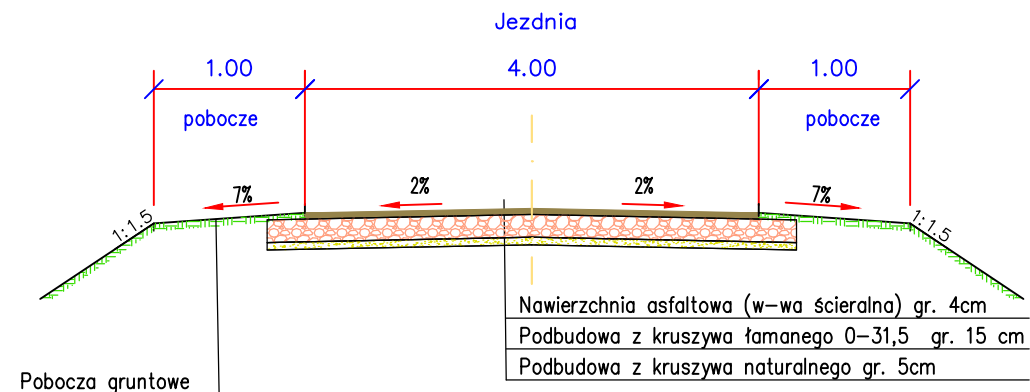 Jezdnia
1.00 4.00 1.00
pobocze pobocze
7% 2% 2% 7%
1:1.5 1:1.5
Nawierzchnia asfaltowa (w-wa ścieralna) gr. 4cm
Podbudowa z kruszywa łamanego 0-31,5 gr. 15 cm
Podbudowa z kruszywa naturalnego gr. 5cm
Pobocza gruntowe